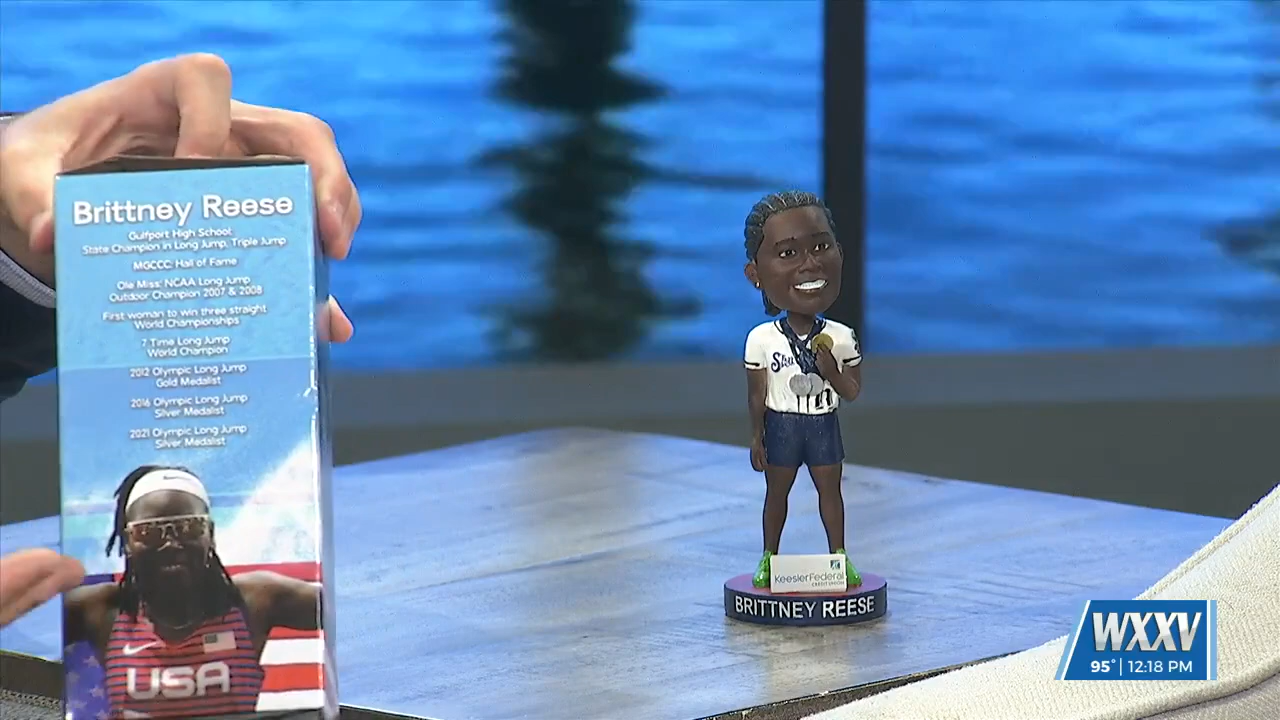 Brittney Reese
Gulfport High School:
State Champion in Long Jump, Triple Jump
MGCCC: Hall of Fame
Ole Miss: NCAA Long Jump
Outdoor Champion 2007 & 2008
First woman to win three straight
World Championships
7 Time Long Jump
World Champion
2012 Olympic Long Jump
Gold Medalist
2016 Olympic Long Jump
Silver Medalist
2021 Olympic Long Jump
Silver Medalist
USA
KeeslerFederal
CREDIT UNION
BRITTNEY REESE
WXXV
95° | 12:18 PM